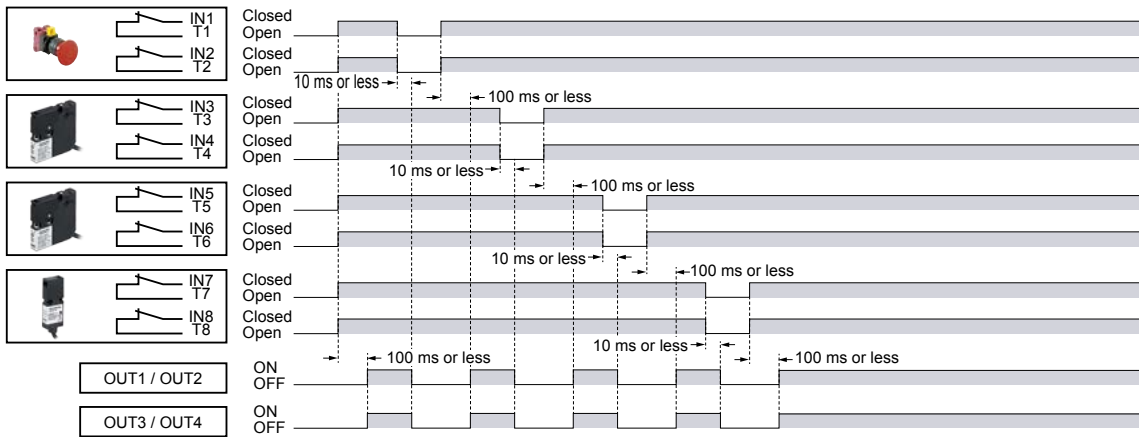 IN1 Closed
T1 Open
IN2 Closed
T2 Open
10 ms or less
100 ms or less
IN3 Closed
T3 Open
IN4 Closed
T4 Open
10 ms or less
100 ms or less
IN5 Closed
T5 Open
IN6 Closed
T6 Open
10 ms or less
100 ms or less
IN7 Closed
T7 Open
IN8 Closed
T8 Open
10 ms or less
100 ms or less
100 ms or less
OUT1 / OUT2 ON
OFF
OUT3 / OUT4 ON
OFF